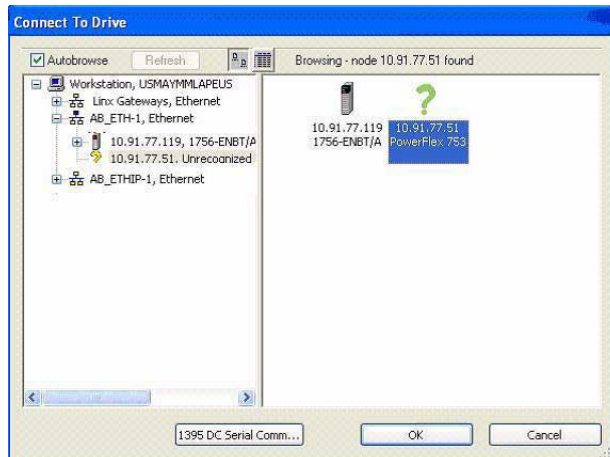 Connect To Drive
Autobrowse
Refresh
Browsing - node 10.91.77.51 found
Workstation, USMAYMMLAPEUS
Linx Gateways, Ethernet
AB_ETH-1, Ethernet
10.91.77.119, 1756-ENBT/A
10.91.77.51, Unrecognized
AB_ETHIP-1, Ethernet
10.91.77.119
1756-ENBT/A
10.91.77.51
PowerFlex 753
1395 DC Serial Comm...
OK
Cancel